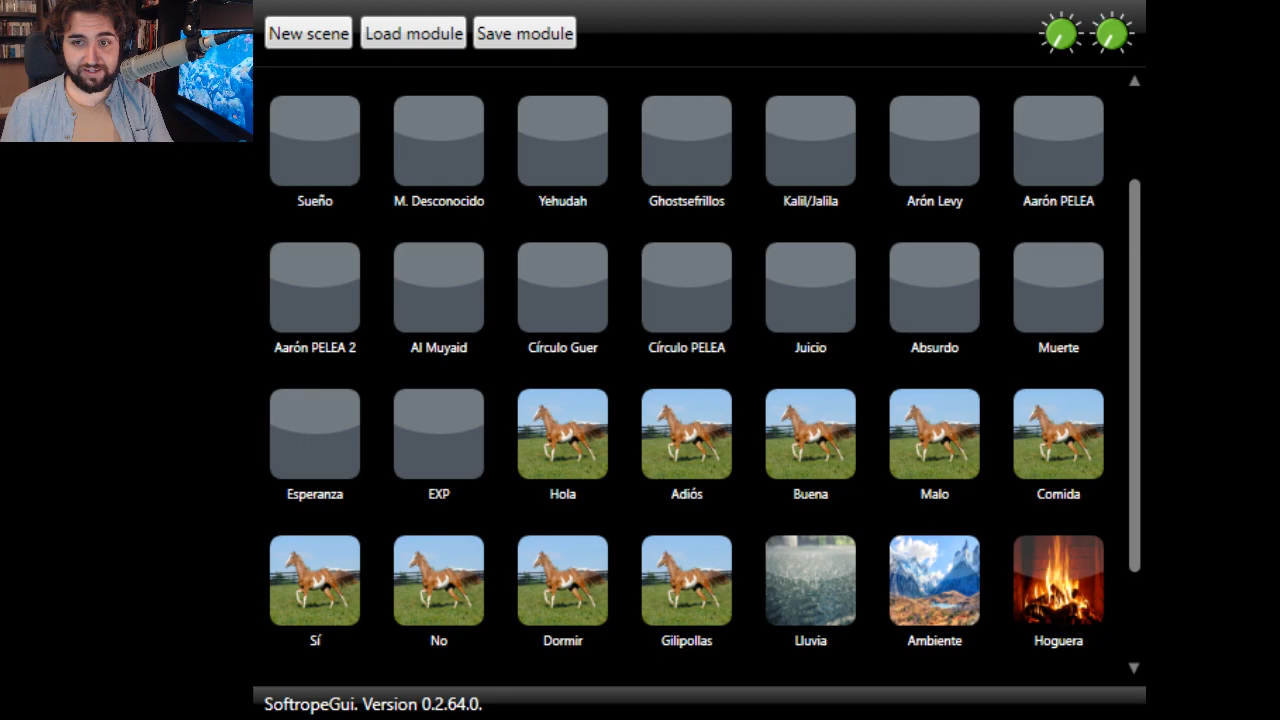 New scene Load module Save module
Sueño M. Desconocido Yehudah Ghostsefrillos Kalil/Jalila Arón Levy Aarón PELEA
Aarón PELEA 2 Al Muyaid Círculo Guer Círculo PELEA Juicio Absurdo Muerte
Esperanza EXP Hola Adiós Buena Malo Comida
Sí No Dormir Gilipollas Lluvia Ambiente Hoguera
SoftropeGui. Version 0.2.64.0.